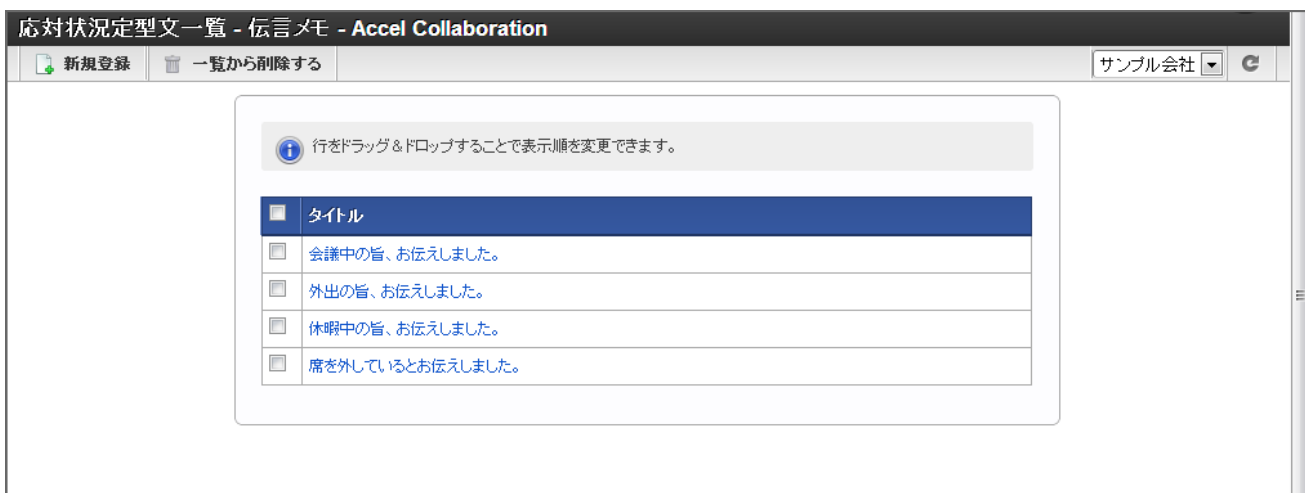 応対状況定型文一覧 - 伝言メモ - Accel Collaboration
新規登録 一覧から削除する サンプル会社
行をドラッグ＆ドロップすることで表示順を変更できます。
タイトル
会議中の旨、お伝えしました。
外出の旨、お伝えしました。
休暇中の旨、お伝えしました。
席を外しているとお伝えしました。